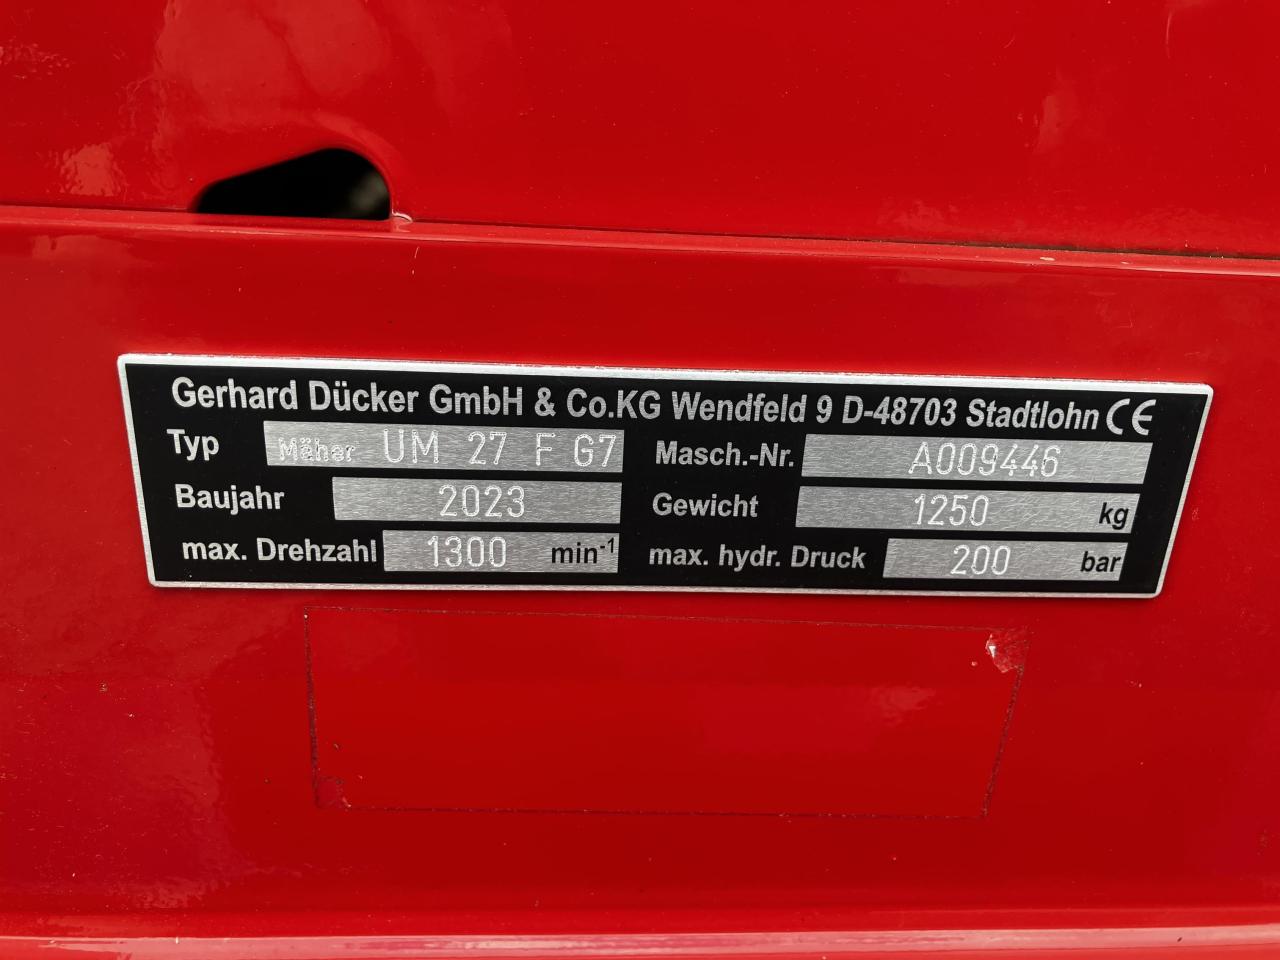 Gerhard Dücker GmbH & Co.KG Wendfeld 9 D-48703 Stadtlohn CE
Typ Mäher UM 27 F G7 Masch.-Nr. A009446
Baujahr 2023 Gewicht 1250 kg
max. Drehzahl 1300 min⁻¹ max. hydr. Druck 200 bar